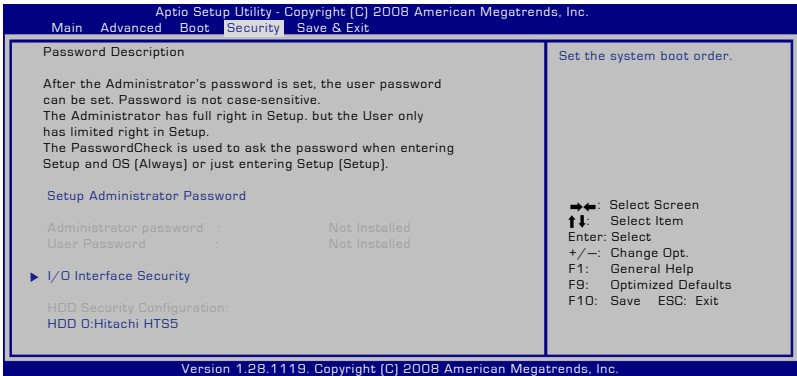 Aptio Setup Utility - Copyright (C) 2008 American Megatrends, Inc.
Main Advanced Boot Security Save & Exit
Password Description
After the Administrator's password is set, the user password
can be set. Password is not case-sensitive.
The Administrator has full right in Setup. but the User only
has limited right in Setup.
The PasswordCheck is used to ask the password when entering
Setup and OS (Always) or just entering Setup (Setup).
Setup Administrator Password
Administrator password : Not Installed
User Password : Not Installed
I/O Interface Security
HDD Security Configuration:
HDD 0:Hitachi HTS5
Set the system boot order.
→←: Select Screen
↑↓: Select Item
Enter: Select
+/—: Change Opt.
F1: General Help
F9: Optimized Defaults
F10: Save ESC: Exit
Version 1.28.1119. Copyright (C) 2008 American Megatrends, Inc.